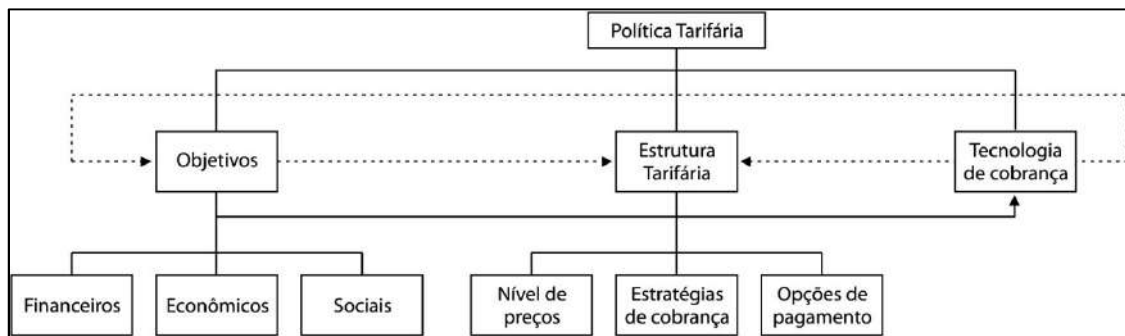 Política Tarifária
Objetivos
Estrutura
Tarifária
Tecnologia
de cobrança
Financeiros
Econômicos
Sociais
Nível de
preços
Estratégias
de cobrança
Opções de
pagamento